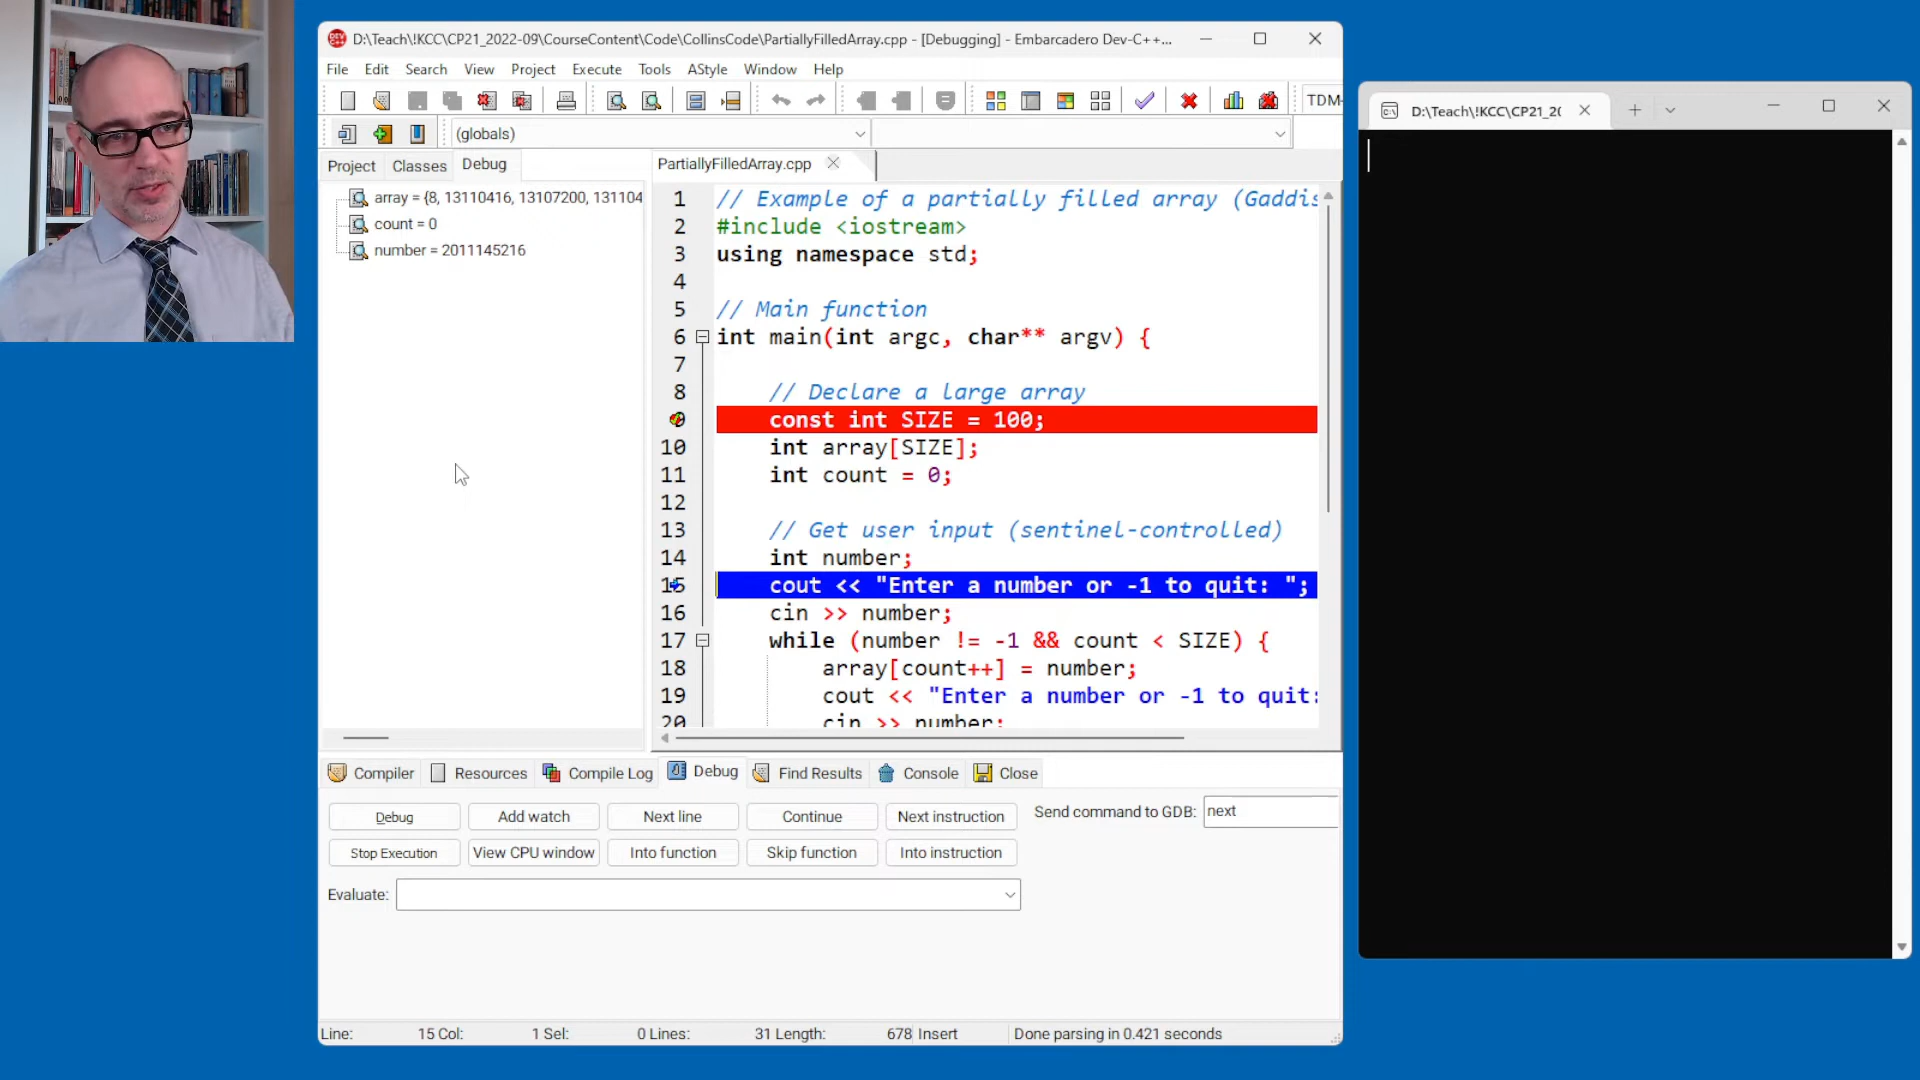 D:\Teach\!KCC\CP21_2022-09\CourseContent\Code\CollinsCode\PartiallyFilledArray.cpp - [Debugging] - Embarcadero Dev-C++...
File Edit Search View Project Execute Tools AStyle Window Help
TDM-
(globals)
Project Classes Debug
PartiallyFilledArray.cpp
array = {8, 13110416, 13107200, 131104
count = 0
number = 2011145216
1 // Example of a partially filled array (Gaddis
2 #include <iostream>
3 using namespace std;
4
5 // Main function
6 int main(int argc, char** argv) {
7
8 // Declare a large array
const int SIZE = 100;
10 int array[SIZE];
11 int count = 0;
12
13 // Get user input (sentinel-controlled)
14 int number;
15 cout << "Enter a number or -1 to quit: ";
16 cin >> number;
17 while (number != -1 && count < SIZE) {
18 array[count++] = number;
19 cout << "Enter a number or -1 to quit:
20 cin >> number;
Compiler Resources Compile Log Debug Find Results Console Close
Debug Add watch Next line Continue Next instruction Send command to GDB: next
Stop Execution View CPU window Into function Skip function Into instruction
Evaluate:
Line: 15 Col: 1 Sel: 0 Lines: 31 Length: 678 Insert Done parsing in 0.421 seconds
D:\Teach\!KCC\CP21_20